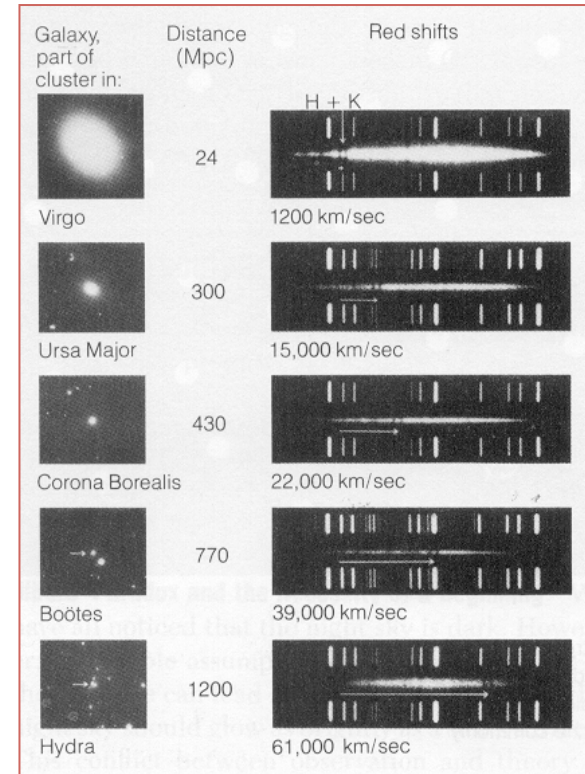 Galaxy,
part of
cluster in:
Distance
(Mpc)
Red shifts
H + K
24
Virgo
1200 km/sec
300
Ursa Major
15,000 km/sec
430
Corona Borealis
22,000 km/sec
770
Boötes
39,000 km/sec
1200
Hydra
61,000 km/sec